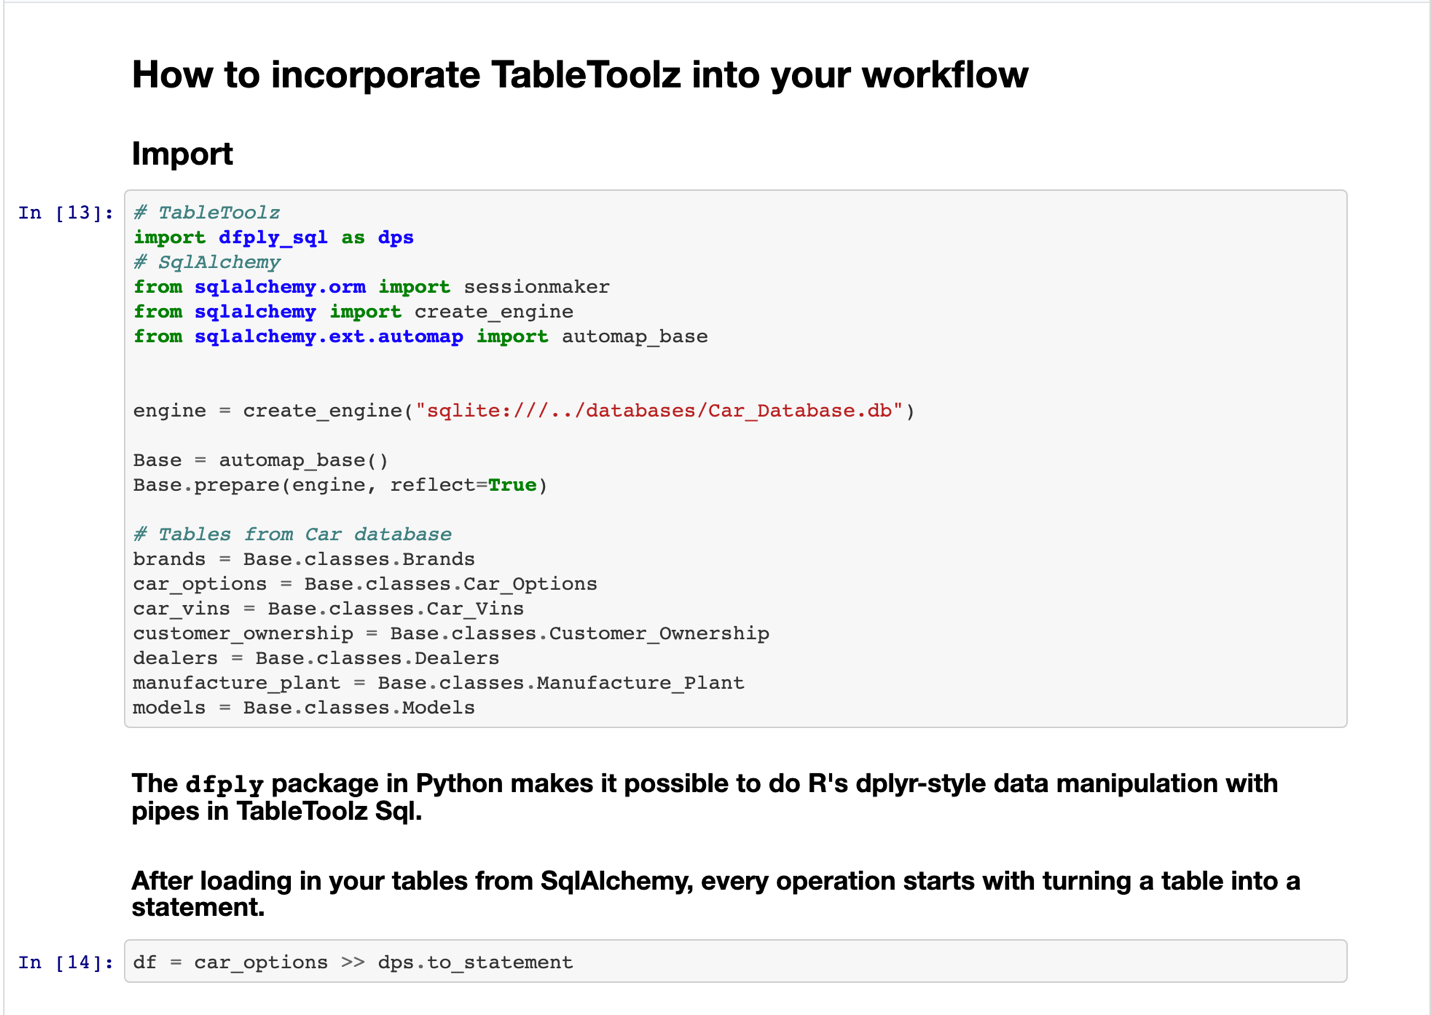 How to incorporate TableToolz into your workflow
Import
In [13]:
# TableToolz
import dfply_sql as dps
# SqlAlchemy
from sqlalchemy.orm import sessionmaker
from sqlalchemy import create_engine
from sqlalchemy.ext.automap import automap_base
engine = create_engine("sqlite:///../databases/Car_Database.db")
Base = automap_base()
Base.prepare(engine, reflect=True)
# Tables from Car database
brands = Base.classes.Brands
car_options = Base.classes.Car_Options
car_vins = Base.classes.Car_Vins
customer_ownership = Base.classes.Customer_Ownership
dealers = Base.classes.Dealers
manufacture_plant = Base.classes.Manufacture_Plant
models = Base.classes.Models
The dfply package in Python makes it possible to do R's dplyr-style data manipulation with
pipes in TableToolz Sql.
After loading in your tables from SqlAlchemy, every operation starts with turning a table into a
statement.
In [14]:
df = car_options >> dps.to_statement